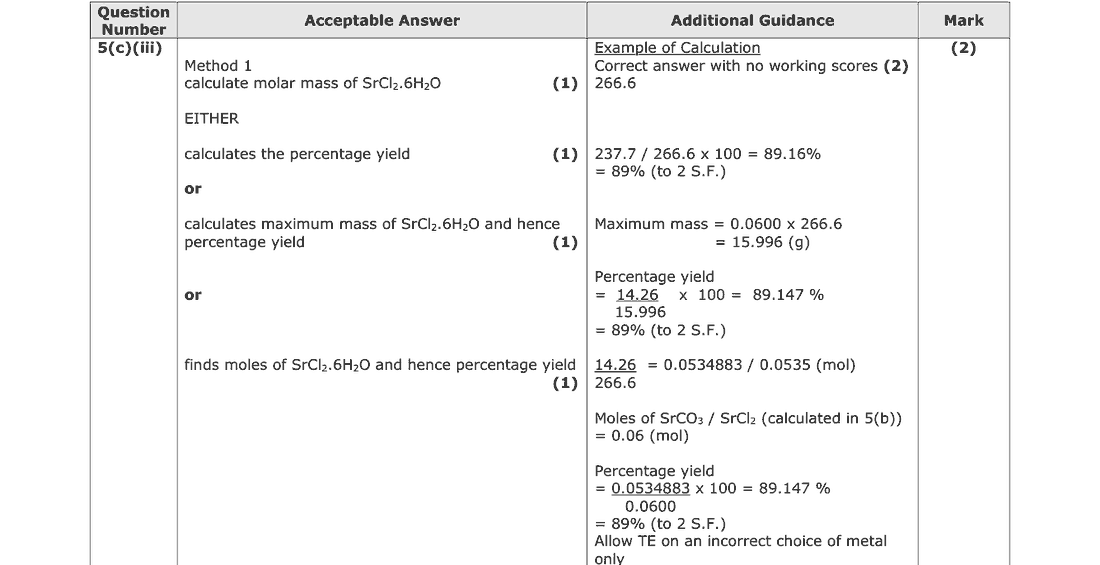 Question Number Acceptable Answer Additional Guidance Mark
5(c)(iii) Example of Calculation (2)
Method 1 Correct answer with no working scores (2)
calculate molar mass of SrCl₂.6H₂O (1) 266.6
EITHER
calculates the percentage yield (1) 237.7 / 266.6 x 100 = 89.16%
= 89% (to 2 S.F.)
or
calculates maximum mass of SrCl₂.6H₂O and hence Maximum mass = 0.0600 x 266.6
percentage yield (1) = 15.996 (g)
Percentage yield
or = 14.26 x 100 = 89.147 %
15.996
= 89% (to 2 S.F.)
finds moles of SrCl₂.6H₂O and hence percentage yield 14.26 = 0.0534883 / 0.0535 (mol)
(1) 266.6
Moles of SrCO₃ / SrCl₂ (calculated in 5(b))
= 0.06 (mol)
Percentage yield
= 0.0534883 x 100 = 89.147 %
0.0600
= 89% (to 2 S.F.)
Allow TE on an incorrect choice of metal
only